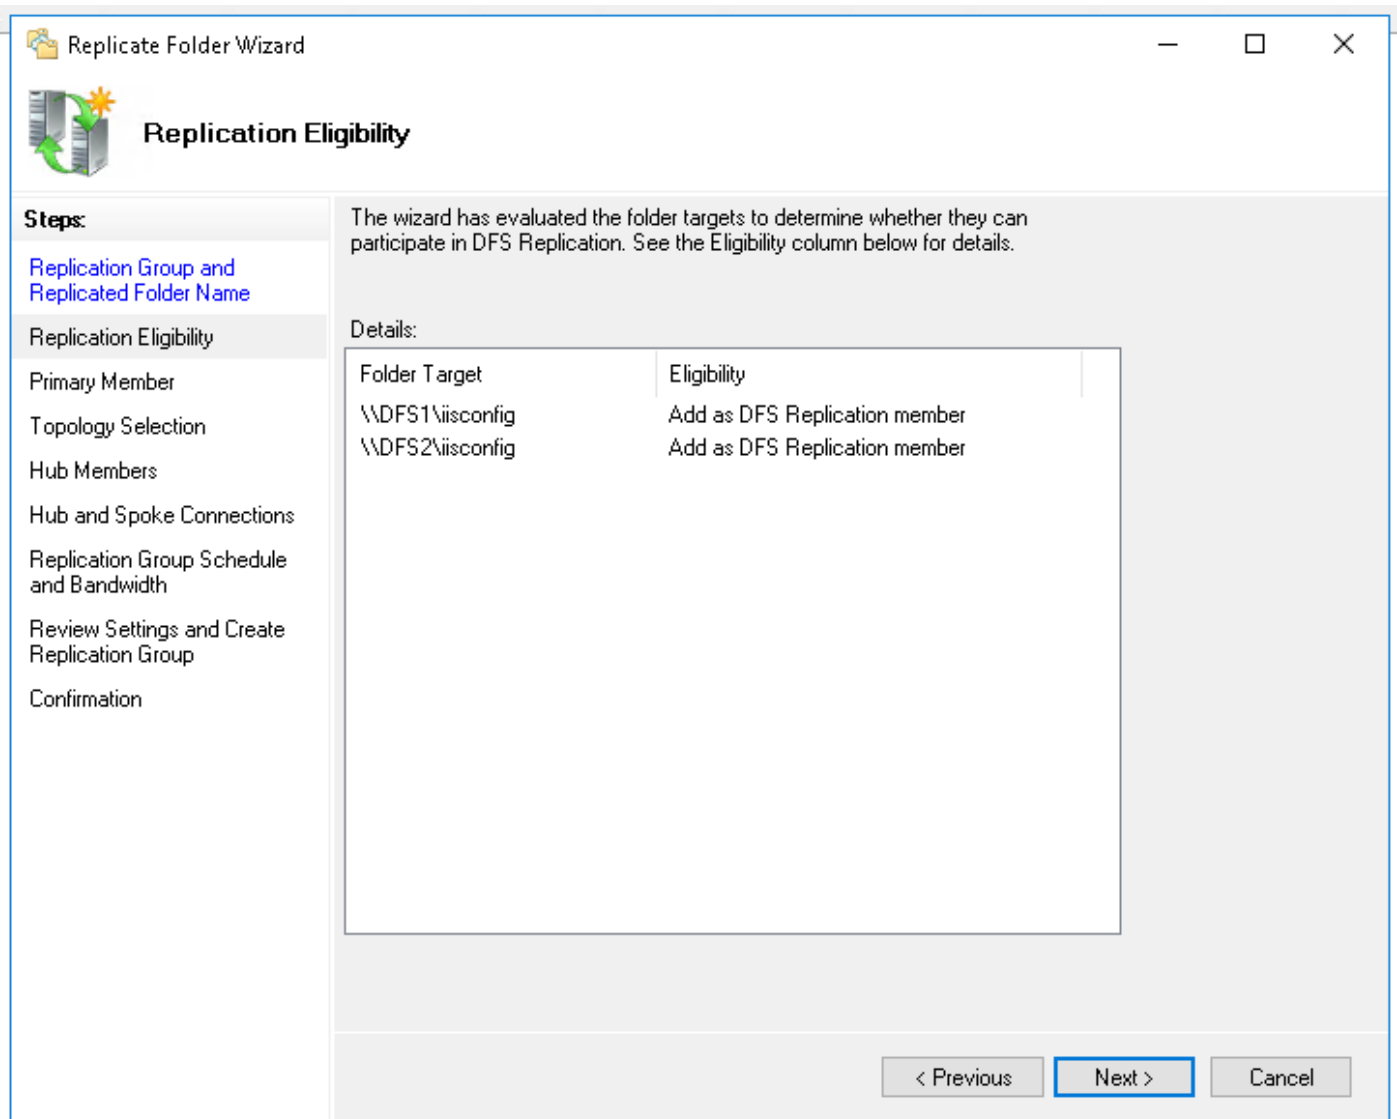 Replicate Folder Wizard
Replication Eligibility
Steps:
Replication Group and
Replicated Folder Name
Replication Eligibility
Primary Member
Topology Selection
Hub Members
Hub and Spoke Connections
Replication Group Schedule
and Bandwidth
Review Settings and Create
Replication Group
Confirmation
The wizard has evaluated the folder targets to determine whether they can
participate in DFS Replication. See the Eligibility column below for details.
Details:
Folder Target Eligibility
\\DFS1\iisconfig Add as DFS Replication member
\\DFS2\iisconfig Add as DFS Replication member
< Previous Next > Cancel